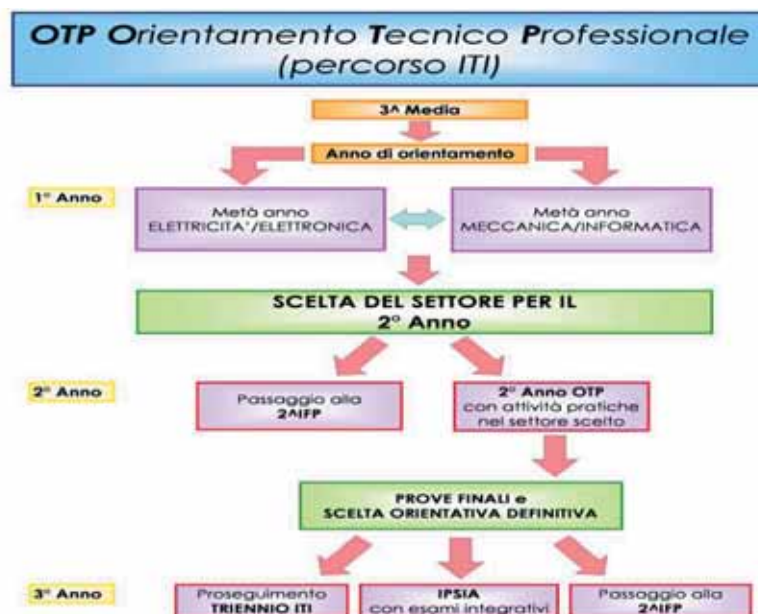 OTP Orientamento Tecnico Professionale
(percorso ITI)
3^ Media
Anno di orientamento
1° Anno
Metà anno
ELETTRICITA'/ELETTRONICA
Metà anno
MECCANICA/INFORMATICA
SCELTA DEL SETTORE PER IL
2° Anno
2° Anno
Passaggio alla
2^IFP
2° Anno OTP
con attività pratiche
nel settore scelto
PROVE FINALI e
SCELTA ORIENTATIVA DEFINITIVA
3° Anno
Proseguimento
TRIENNIO ITI
IPSIA
con esami integrativi
Passaggio alla
2^IFP